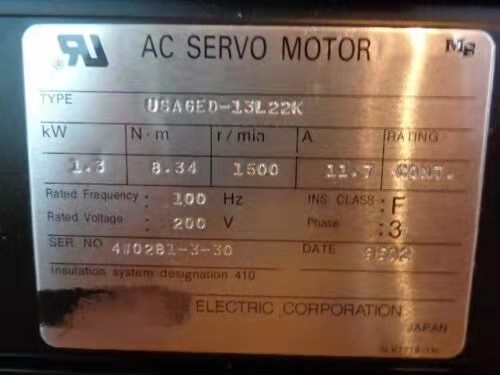 AC SERVO MOTOR
TYPE USAGED-13L22K
kW N·m r/min A RATING
1.3 8.34 1500 11.7 CONT.
Rated Frequency : 100 Hz INS CLASS : F
Rated Voltage : 200 V Phase : 3
SER. NO 4J0281-3-30 DATE
Insulation system designation 410
ELECTRIC CORPORATION
JAPAN